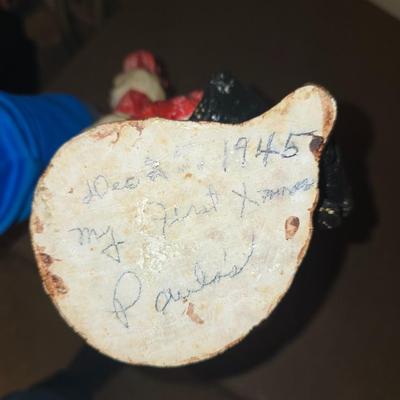 Dec 25, 1945
My First Xmas
Paula's